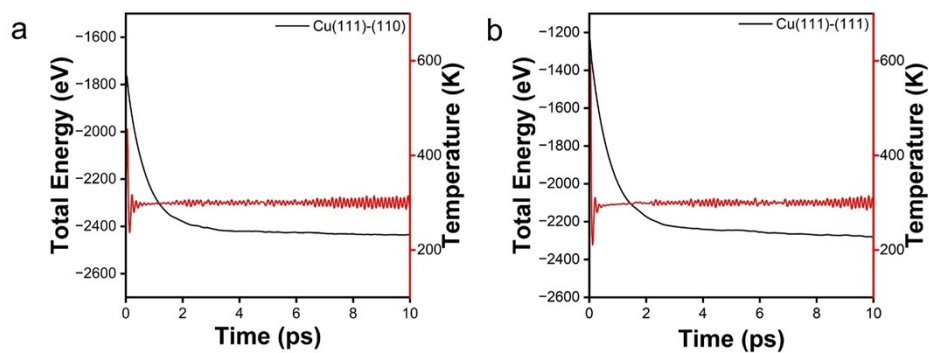 a
Cu(111)-(110)
−1600
−1800
−2000
−2200
−2400
−2600
Total Energy (eV)
0 2 4 6 8 10
Time (ps)
600
400
200
Temperature (K)
b
Cu(111)-(111)
−1200
−1400
−1600
−1800
−2000
−2200
−2400
−2600
Total Energy (eV)
0 2 4 6 8 10
Time (ps)
600
400
200
Temperature (K)